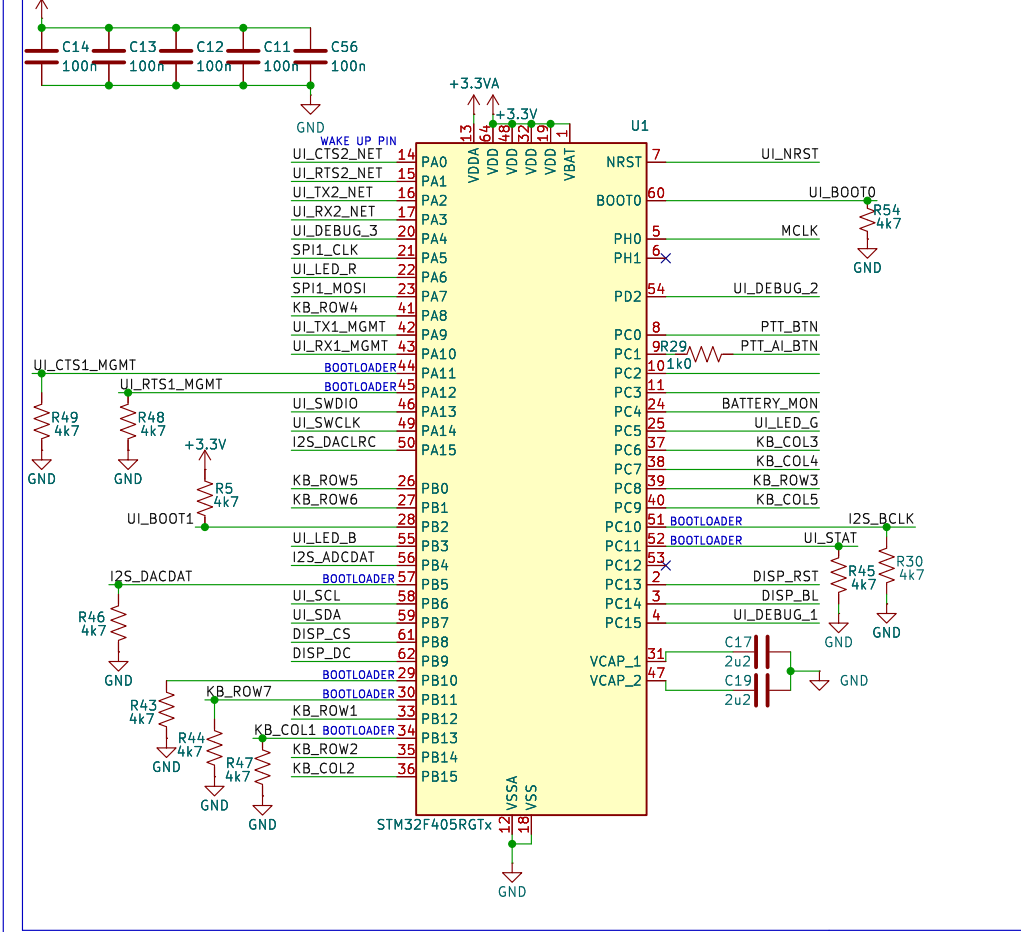 C14 C13 C12 C11 C56
100n 100n 100n 100n 100n
GND
+3.3VA
+3.3V
U1
WAKE UP PIN
13 64 48 32 19 1
VDDA VDD VDD VDD VDD VBAT
UI_CTS2_NET 14 PA0
UI_RTS2_NET 15 PA1
UI_TX2_NET 16 PA2
UI_RX2_NET 17 PA3
UI_DEBUG_3 20 PA4
SPI1_CLK 21 PA5
UI_LED_R 22 PA6
SPI1_MOSI 23 PA7
KB_ROW4 41 PA8
UI_TX1_MGMT 42 PA9
UI_RX1_MGMT 43 PA10
UI_CTS1_MGMT BOOTLOADER 44 PA11
UI_RTS1_MGMT BOOTLOADER 45 PA12
UI_SWDIO 46 PA13
UI_SWCLK 49 PA14
I2S_DACLRC 50 PA15
R49
4k7
GND
R48
4k7
GND
+3.3V
R5
4k7
KB_ROW5 26 PB0
KB_ROW6 27 PB1
UI_BOOT1 28 PB2
UI_LED_B 55 PB3
I2S_ADCDAT 56 PB4
I2S_DACDAT BOOTLOADER 57 PB5
UI_SCL 58 PB6
UI_SDA 59 PB7
DISP_CS 61 PB8
DISP_DC 62 PB9
BOOTLOADER 29 PB10
KB_ROW7 BOOTLOADER 30 PB11
KB_ROW1 33 PB12
KB_COL1 BOOTLOADER 34 PB13
KB_ROW2 35 PB14
KB_COL2 36 PB15
R46
4k7
GND
R43
4k7
GND
R44
4k7
GND
R47
4k7
GND
NRST 7 UI_NRST
BOOT0 60 UI_BOOT0
R54
4k7
GND
PH0 5 MCLK
PH1 6
PD2 54 UI_DEBUG_2
PC0 8 PTT_BTN
PC1 9 R29 PTT_AI_BTN
1k0
PC2 10
PC3 11
PC4 24 BATTERY_MON
PC5 25 UI_LED_G
PC6 37 KB_COL3
PC7 38 KB_COL4
PC8 39 KB_ROW3
PC9 40 KB_COL5
PC10 51 BOOTLOADER I2S_BCLK
PC11 52 BOOTLOADER UI_STAT
PC12 53
PC13 2 DISP_RST
PC14 3 DISP_BL
PC15 4 UI_DEBUG_1
R45
4k7
GND
R30
4k7
GND
VCAP_1 31 C17
2u2
VCAP_2 47 C19
2u2
GND
VSSA VSS
12 18
STM32F405RGTx
GND